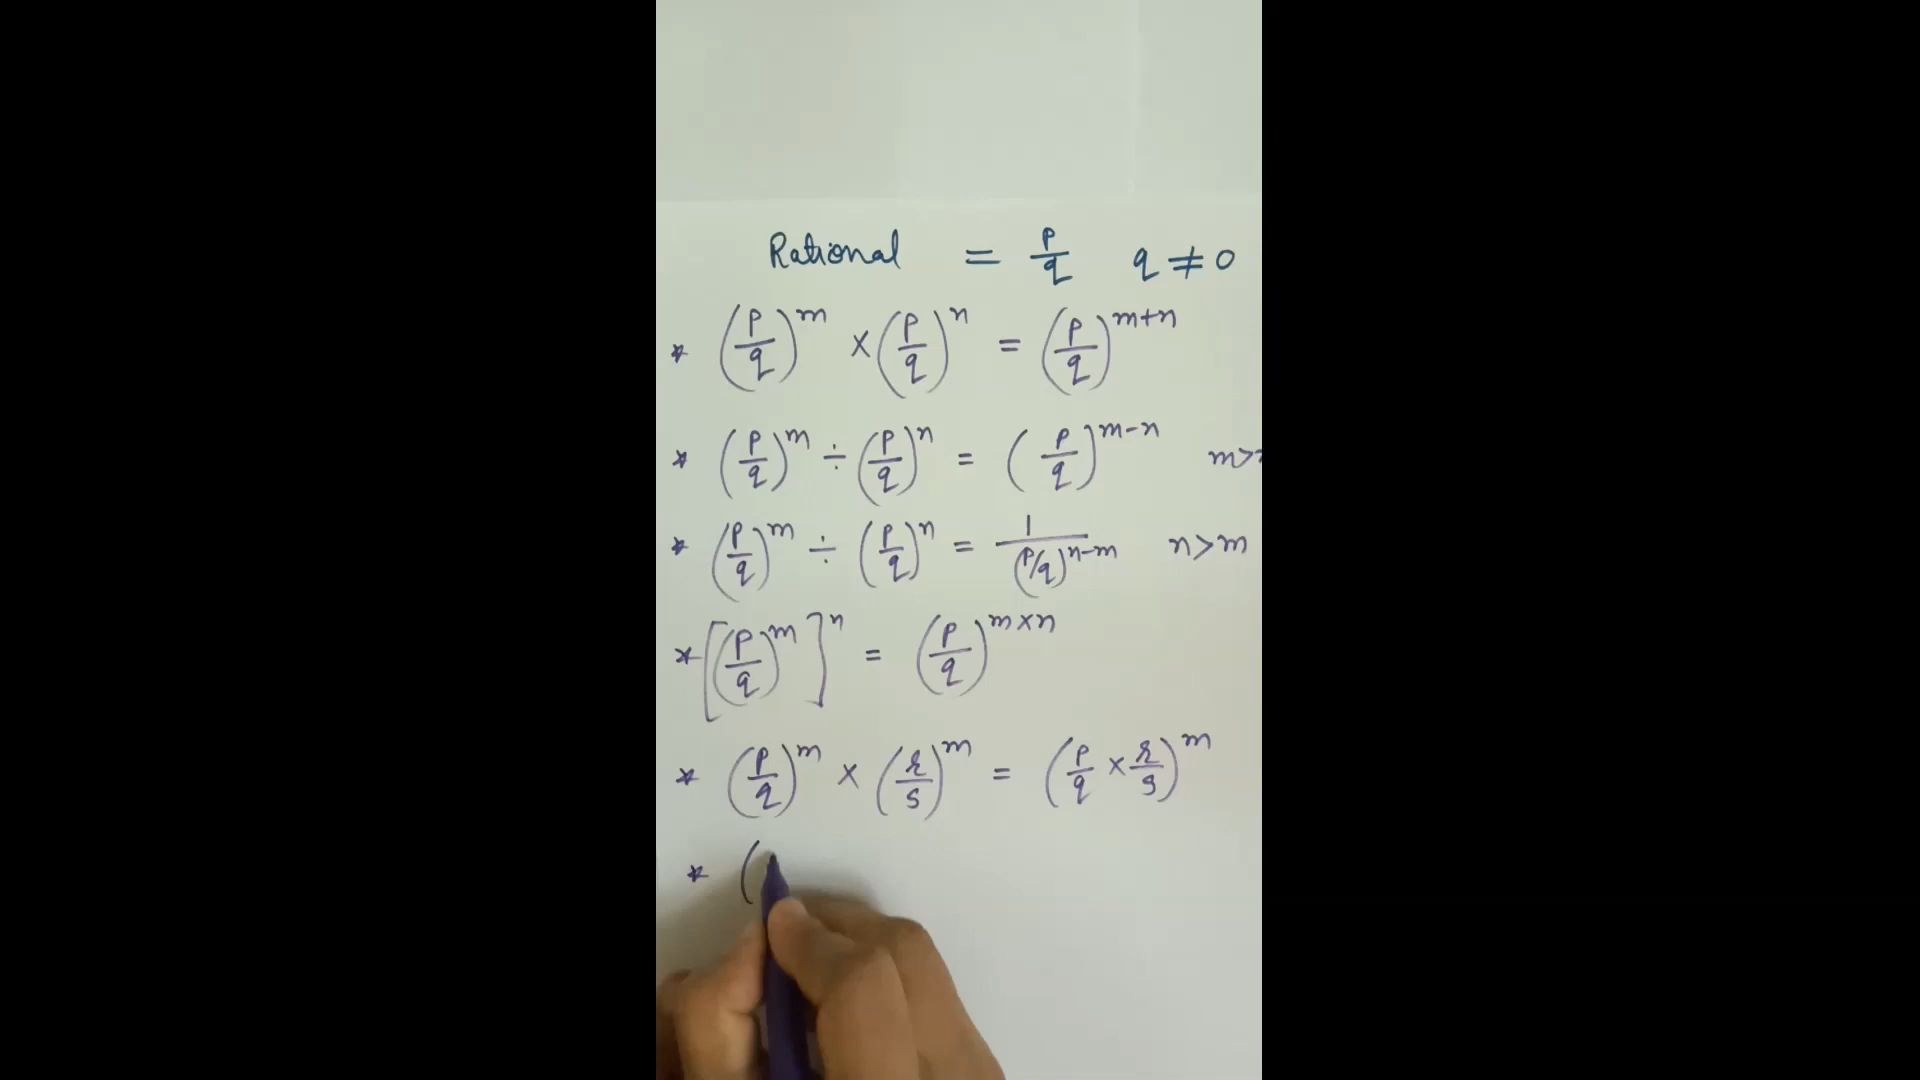 Rational = p/q q ≠ 0
* (p/q)^m × (p/q)^n = (p/q)^{m+n}
* (p/q)^m ÷ (p/q)^n = (p/q)^{m-n} m>
* (p/q)^m ÷ (p/q)^n = 1/(p/q)^{n-m} n>m
* [(p/q)^m]^n = (p/q)^{m×n}
* (p/q)^m × (r/s)^m = (p/q × r/s)^m
* (